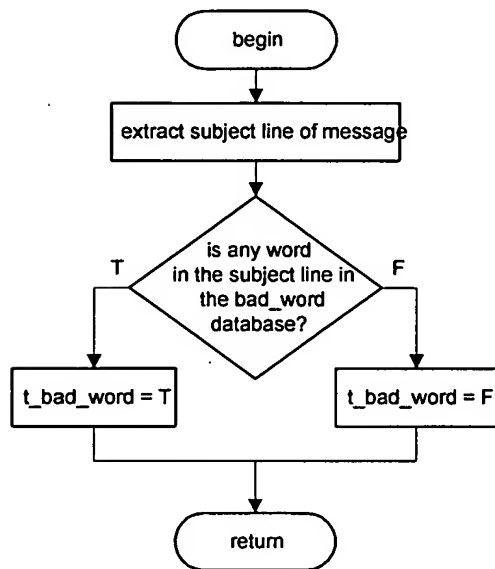 begin
extract subject line of message
is any word
in the subject line in
the bad_word
database?
T
F
t_bad_word = T
t_bad_word = F
return